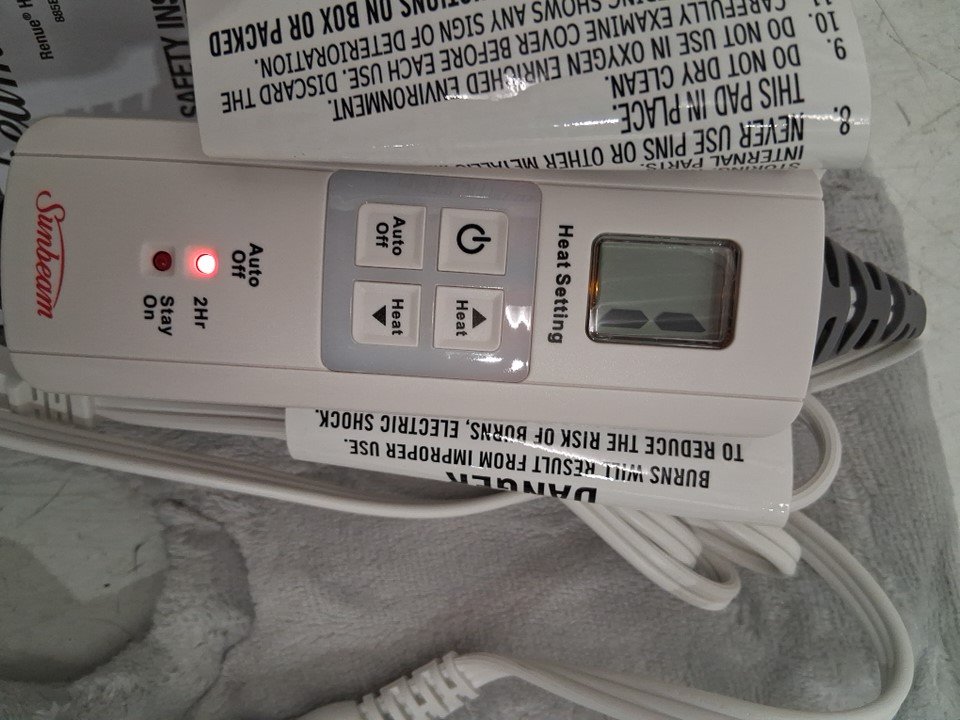 Renue® H
SAFETY INS
INTERNAL PARTS.
8. NEVER USE PINS OR OTHER
THIS PAD IN PLACE.
9. DO NOT DRY CLEAN.
10. DO NOT USE IN OXYGEN ENRICHED ENVIRONMENT.
11. CAREFULLY EXAMINE COVER BEFORE EACH USE. DISCARD THE
SHOWS ANY SIGN OF DETERIORATION.
ON BOX OR PACKED
Heat Setting
Auto
Off
Heat
Heat
Auto
Off
2Hr
Stay
On
Sunbeam
DANGER
BURNS WILL RESULT FROM IMPROPER USE.
TO REDUCE THE RISK OF BURNS, ELECTRIC SHOCK.